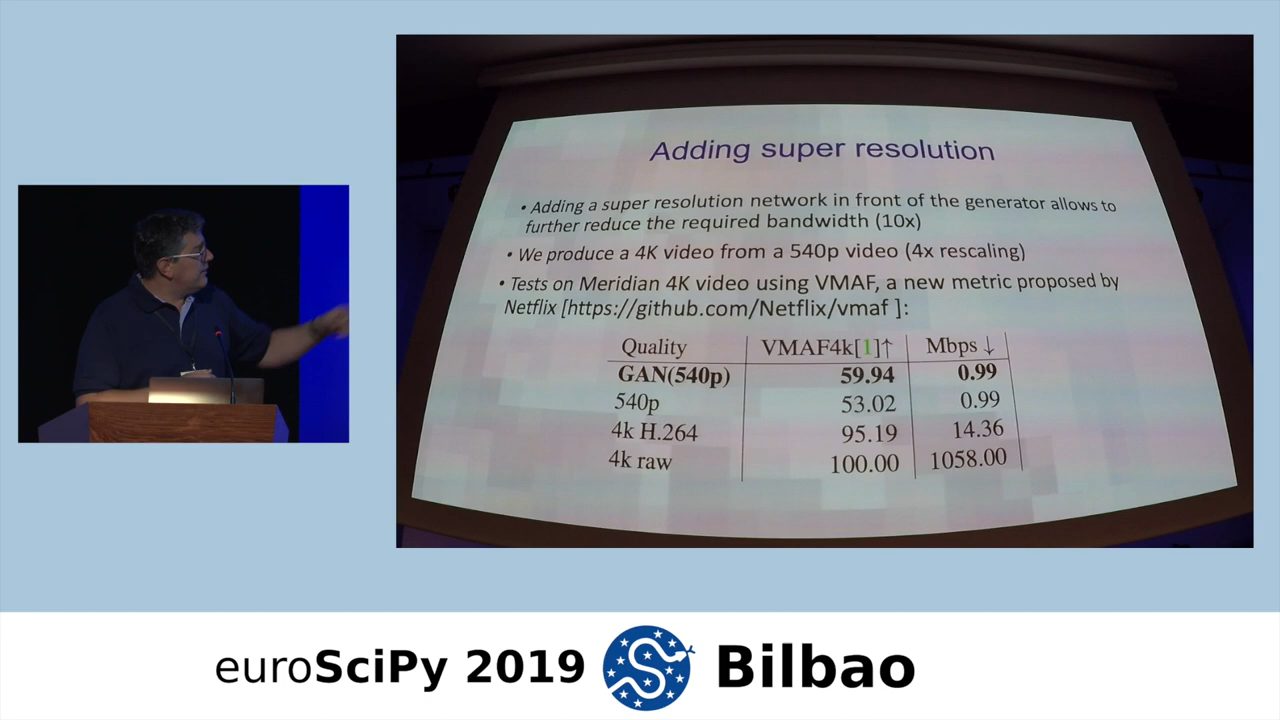 Adding super resolution
• Adding a super resolution network in front of the generator allows to
further reduce the required bandwidth (10x)
• We produce a 4K video from a 540p video (4x rescaling)
• Tests on Meridian 4K video using VMAF, a new metric proposed by
Netflix [https://github.com/Netflix/vmaf ]:
Quality VMAF4k[1]↑ Mbps ↓
GAN(540p) 59.94 0.99
540p 53.02 0.99
4k H.264 95.19 14.36
4k raw 100.00 1058.00
euroSciPy 2019 Bilbao